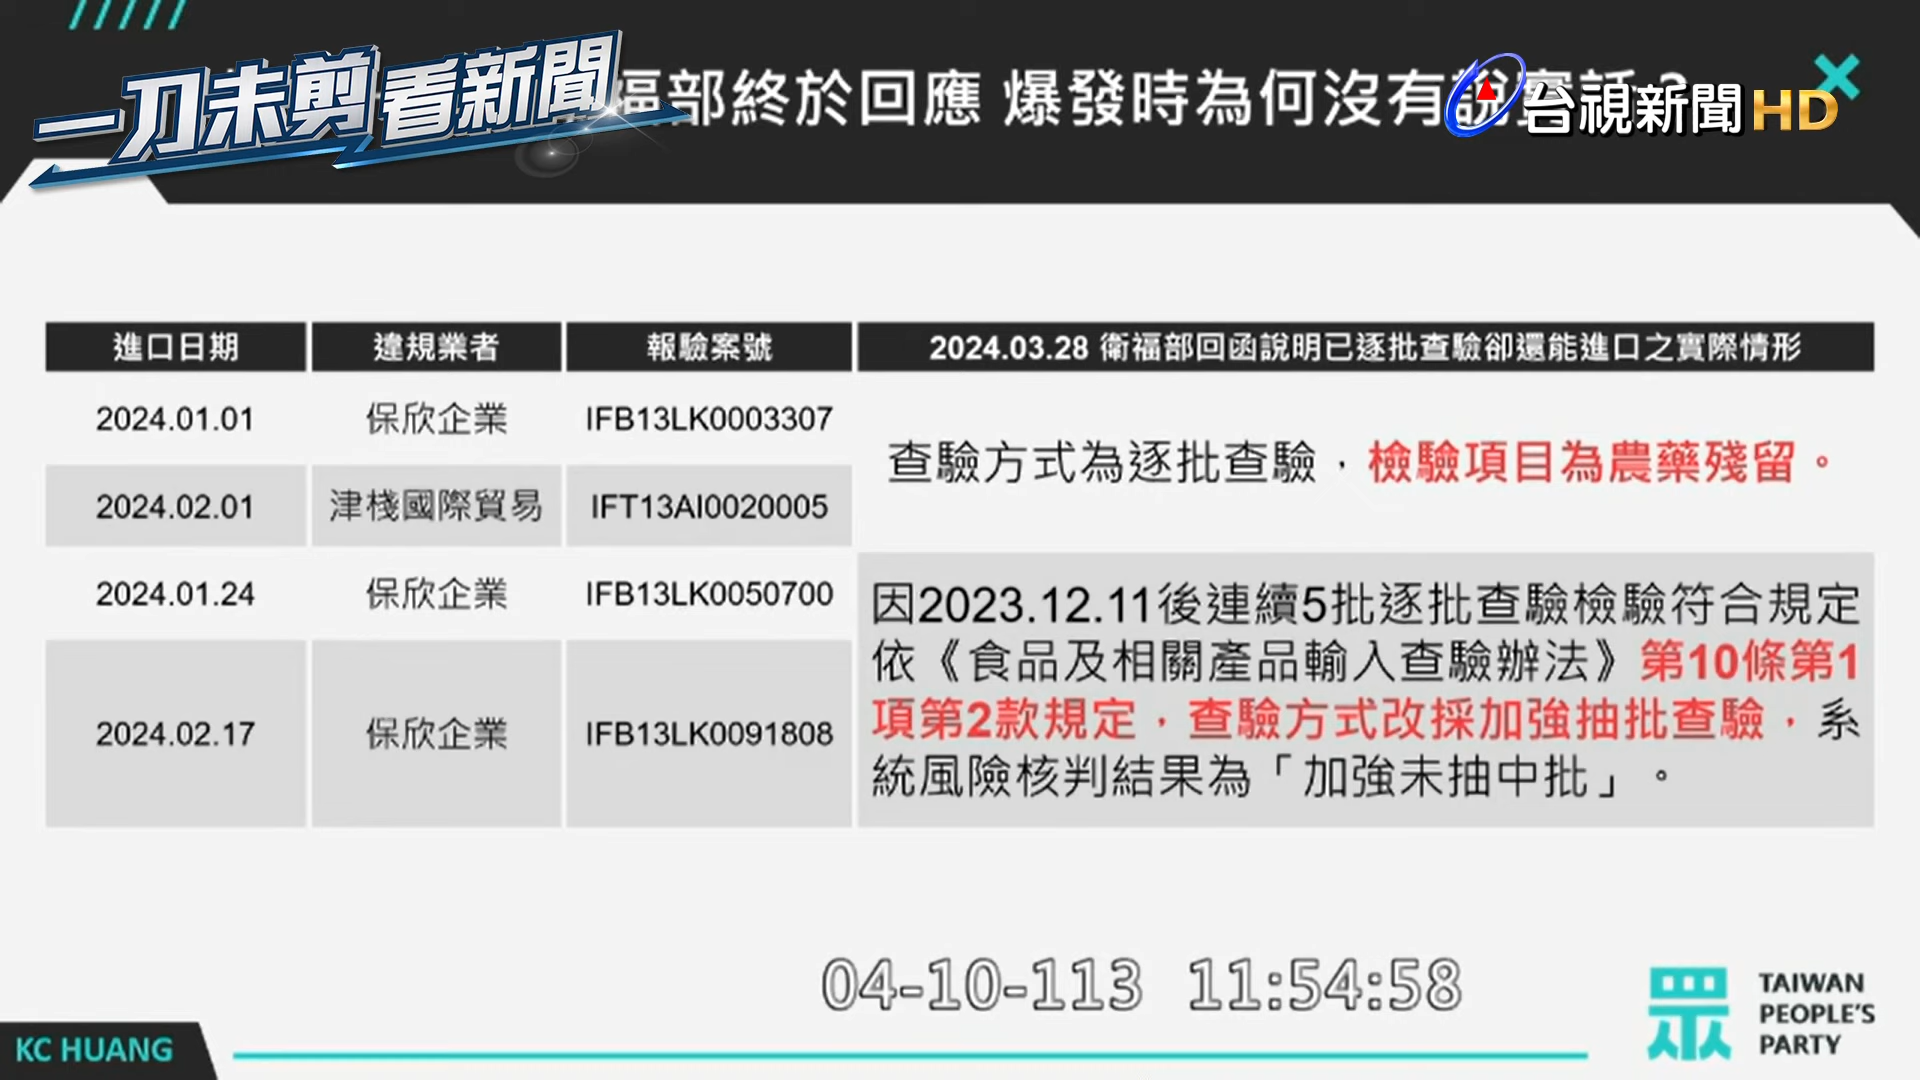 一刀未剪看新聞
福部終於回應 爆發時為何沒有說實話？
台視新聞HD
進口日期 違規業者 報驗案號 2024.03.28 衛福部回函說明已逐批查驗卻還能進口之實際情形
2024.01.01 保欣企業 IFB13LK0003307
查驗方式為逐批查驗，檢驗項目為農藥殘留。
2024.02.01 津棧國際貿易 IFT13AI0020005
2024.01.24 保欣企業 IFB13LK0050700
2024.02.17 保欣企業 IFB13LK0091808
因2023.12.11後連續5批逐批查驗檢驗符合規定
依《食品及相關產品輸入查驗辦法》第10條第1
項第2款規定，查驗方式改採加強抽批查驗，系
統風險核判結果為「加強未抽中批」。
04-10-113 11:54:58
KC HUANG
眾
TAIWAN
PEOPLE'S
PARTY